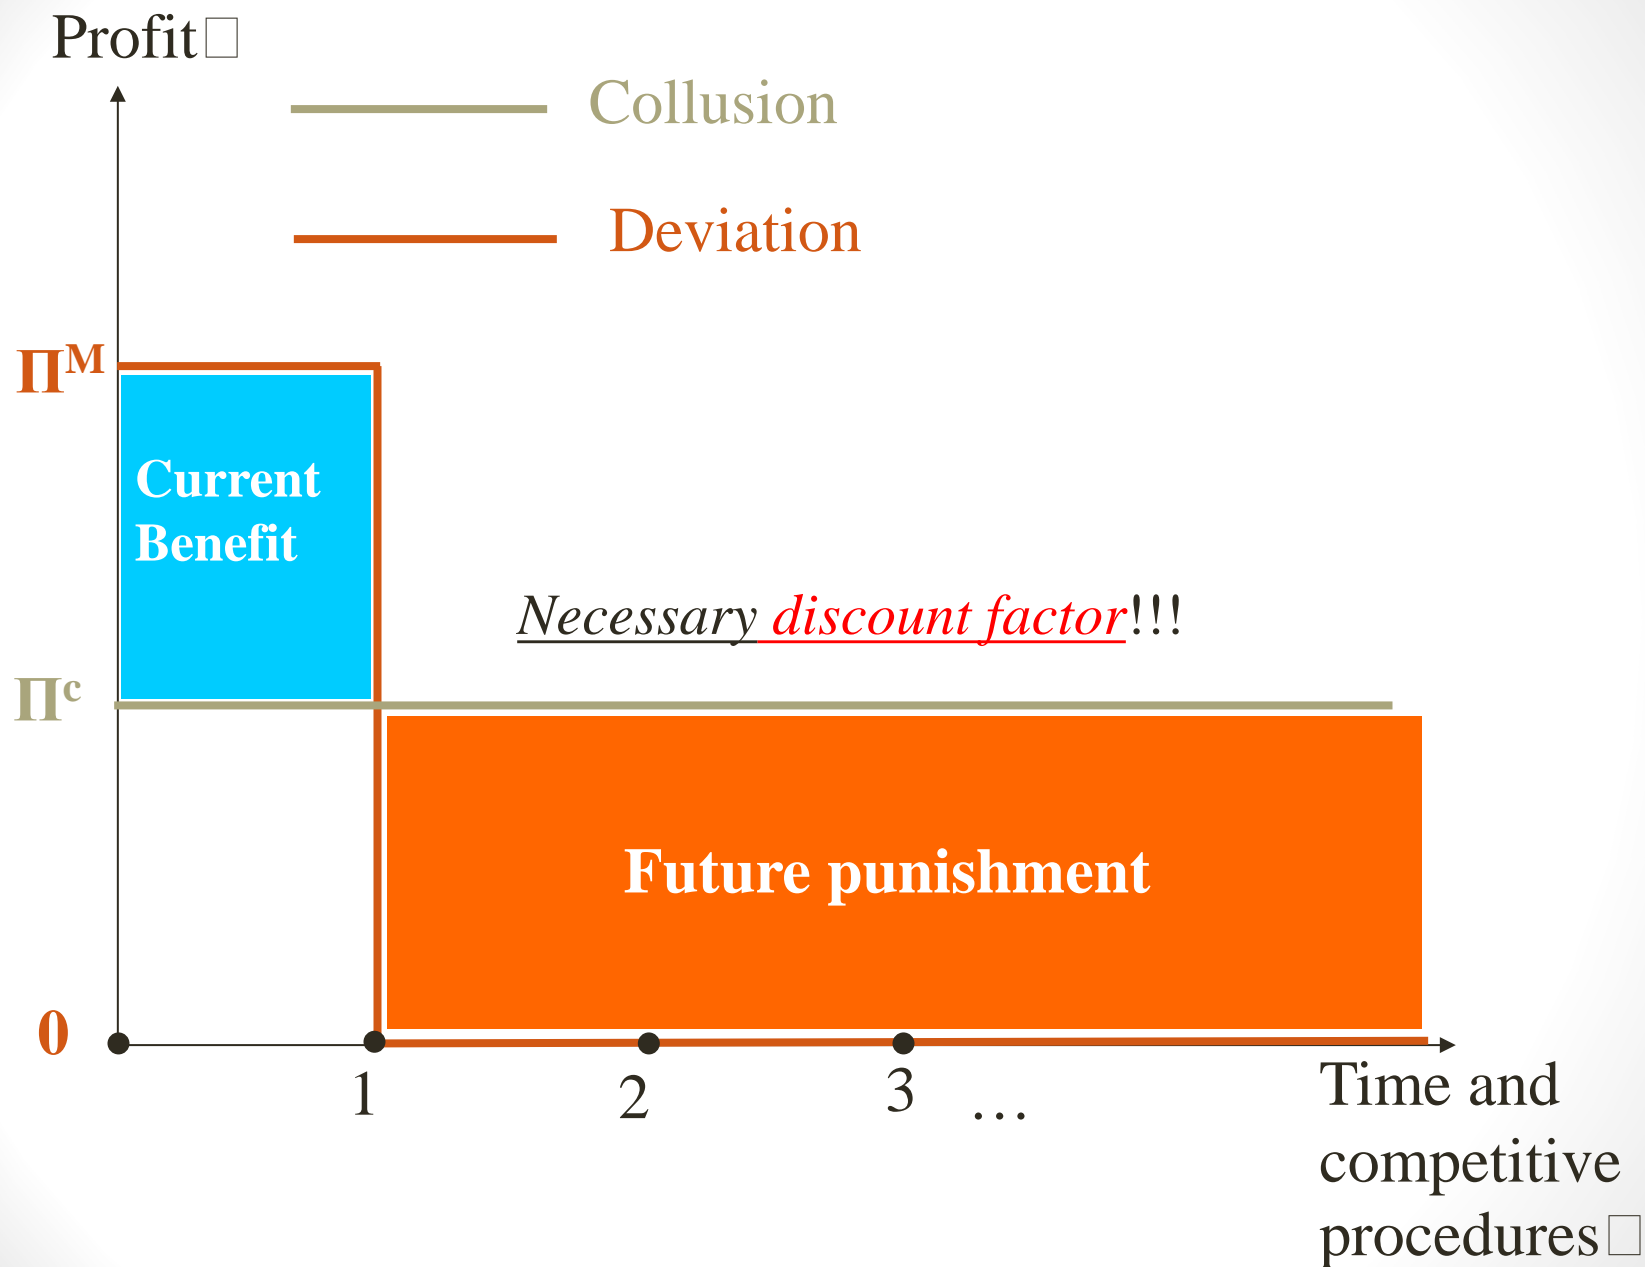 Profit
Collusion
Deviation
Πᴹ
Current
Benefit
Necessary discount factor!!!
Πᶜ
Future punishment
0
1
2
3
…
Time and
competitive
procedures